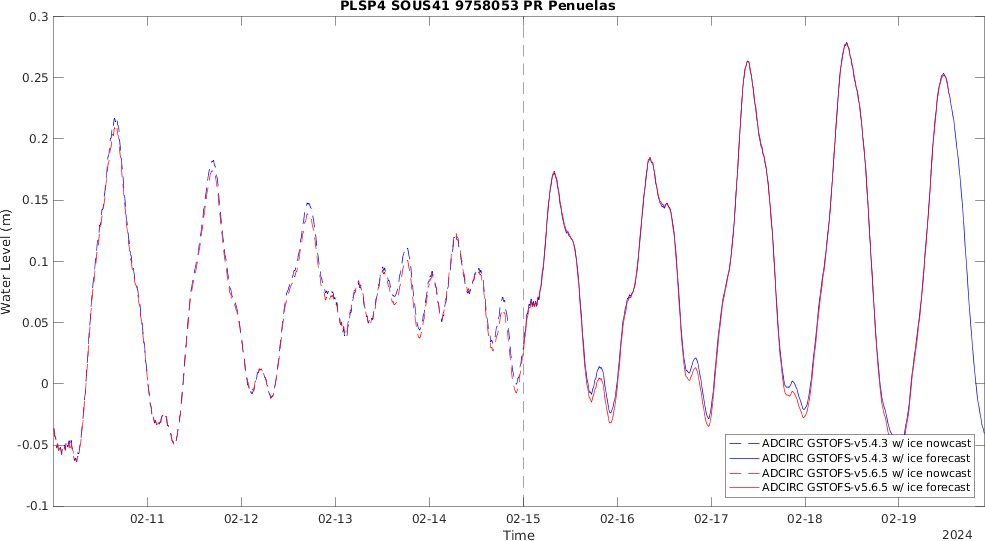 PLSP4 SOUS41 9758053 PR Penuelas
Water Level (m)
0.3
0.25
0.2
0.15
0.1
0.05
0
-0.05
-0.1
02-11 02-12 02-13 02-14 02-15 02-16 02-17 02-18 02-19
Time
2024
ADCIRC GSTOFS-v5.4.3 w/ ice nowcast
ADCIRC GSTOFS-v5.4.3 w/ ice forecast
ADCIRC GSTOFS-v5.6.5 w/ ice nowcast
ADCIRC GSTOFS-v5.6.5 w/ ice forecast